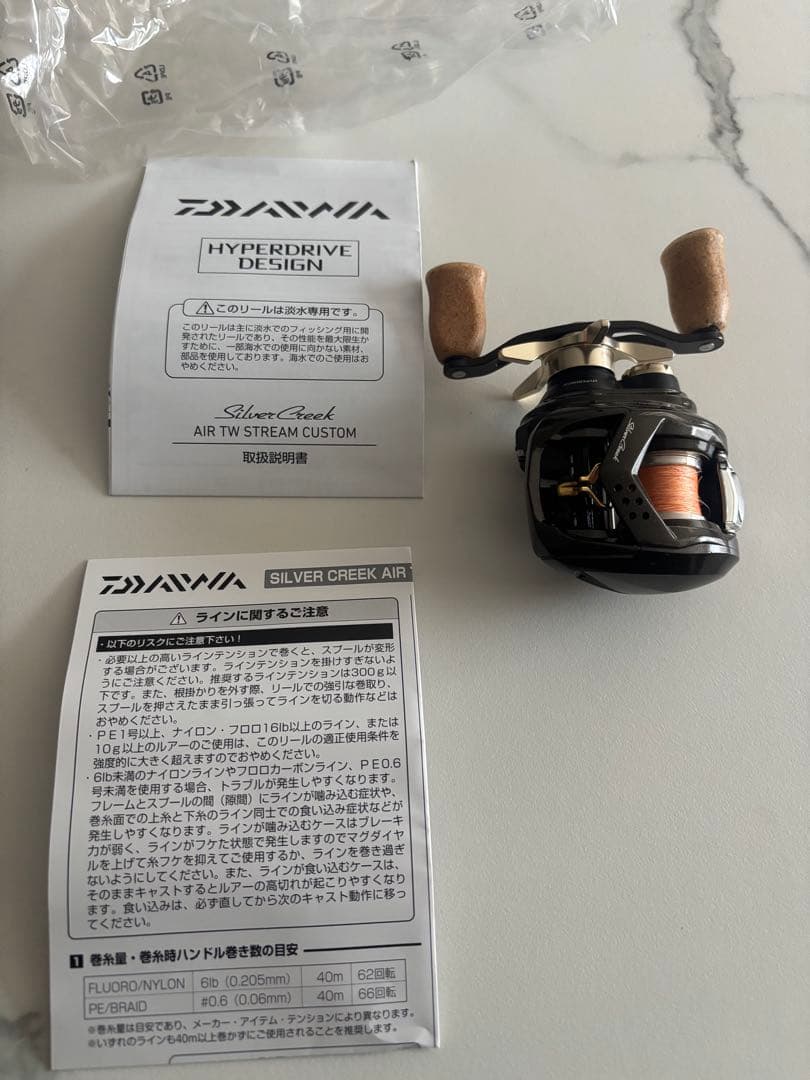 DAIWA
HYPERDRIVE
DESIGN
⚠このリールは淡水専用です。
このリールは主に淡水でのフィッシング用に開
発されたリールであり、その性能を最大限生か
すために、一部海水での使用に向かない素材、
部品を使用しております。海水でのご使用はお
やめください。
Silver Creek
AIR TW STREAM CUSTOM
取扱説明書
Silver Creek
DAIWA SILVER CREEK AIR
⚠ ラインに関するご注意
・以下のリスクにご注意下さい！
・必要以上の高いラインテンションで巻くと、スプールが変形
する場合がございます。ラインテンションを掛けすぎないよ
うにご注意ください。推奨するラインテンションは300g以
下です。また、根掛かりを外す際、リールでの強引な巻取り、
スプールを押さえたまま引っ張ってラインを切る動作などは
おやめください。
・PE1号以上、ナイロン・フロロ16lb以上のライン、または
10g以上のルアーのご使用は、このリールの適正使用条件を
強度的に大きく超えますのでおやめください。
・6lb未満のナイロンラインやフロロカーボンライン、PE0.6
号未満を使用する場合、トラブルが発生しやすくなります。
フレームとスプールの間（隙間）にラインが噛み込む症状や、
巻糸面での上糸と下糸のライン同士での食い込み症状などが
発生しやすくなります。ラインが噛み込むケースはブレーキ
力が弱く、ラインがフケた状態で発生しますのでマグダイヤ
ルを上げて糸フケを抑えてご使用するか、ラインを巻き過ぎ
ないようにしてください。また、ラインが食い込むケースは、
そのままキャストするとルアーの高切れが起こりやすくなり
ます。食い込みは、必ず直してから次のキャスト動作に移っ
てください。
1 巻糸量・巻糸時ハンドル巻き数の目安
FLUORO/NYLON 6lb（0.205mm） 40m 62回転
PE/BRAID #0.6（0.06mm） 40m 66回転
※巻糸量は目安であり、メーカー・アイテム・テンションにより異なります。
※いずれのラインも40m以上巻かずにご使用されることを推奨します。